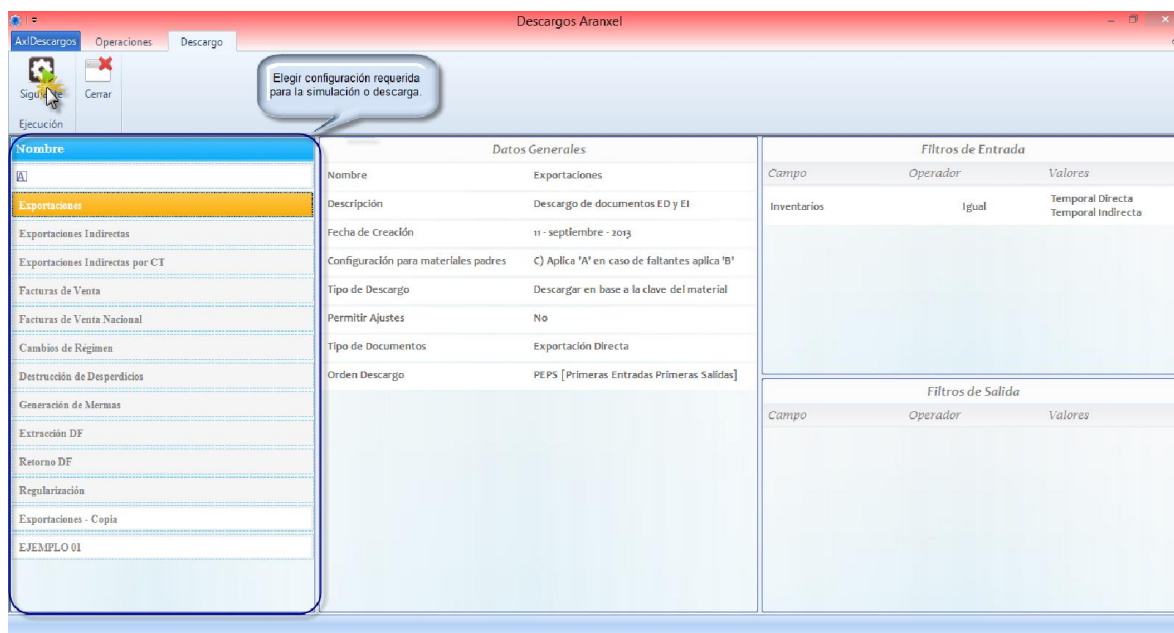 Descargos Aranxel
AxlDescargos Operaciones Descargo
Cerrar
Ejecución
Elegir configuración requerida
para la simulación o descarga.
Nombre
A
Exportaciones
Exportaciones Indirectas
Exportaciones Indirectas por CT
Facturas de Venta
Facturas de Venta Nacional
Cambios de Régimen
Destrucción de Desperdicios
Generación de Mermas
Extracción DF
Retorno DF
Regularización
Exportaciones - Copia
EJEMPLO 01
Datos Generales
Nombre Exportaciones
Descripción Descargo de documentos ED y EI
Fecha de Creación 11 - septiembre - 2013
Configuración para materiales padres C) Aplica 'A' en caso de faltantes aplica 'B'
Tipo de Descargo Descargar en base a la clave del material
Permitir Ajustes No
Tipo de Documentos Exportación Directa
Orden Descargo PEPS [Primeras Entradas Primeras Salidas]
Filtros de Entrada
Campo Operador Valores
Inventarios Igual Temporal Directa
Temporal Indirecta
Filtros de Salida
Campo Operador Valores